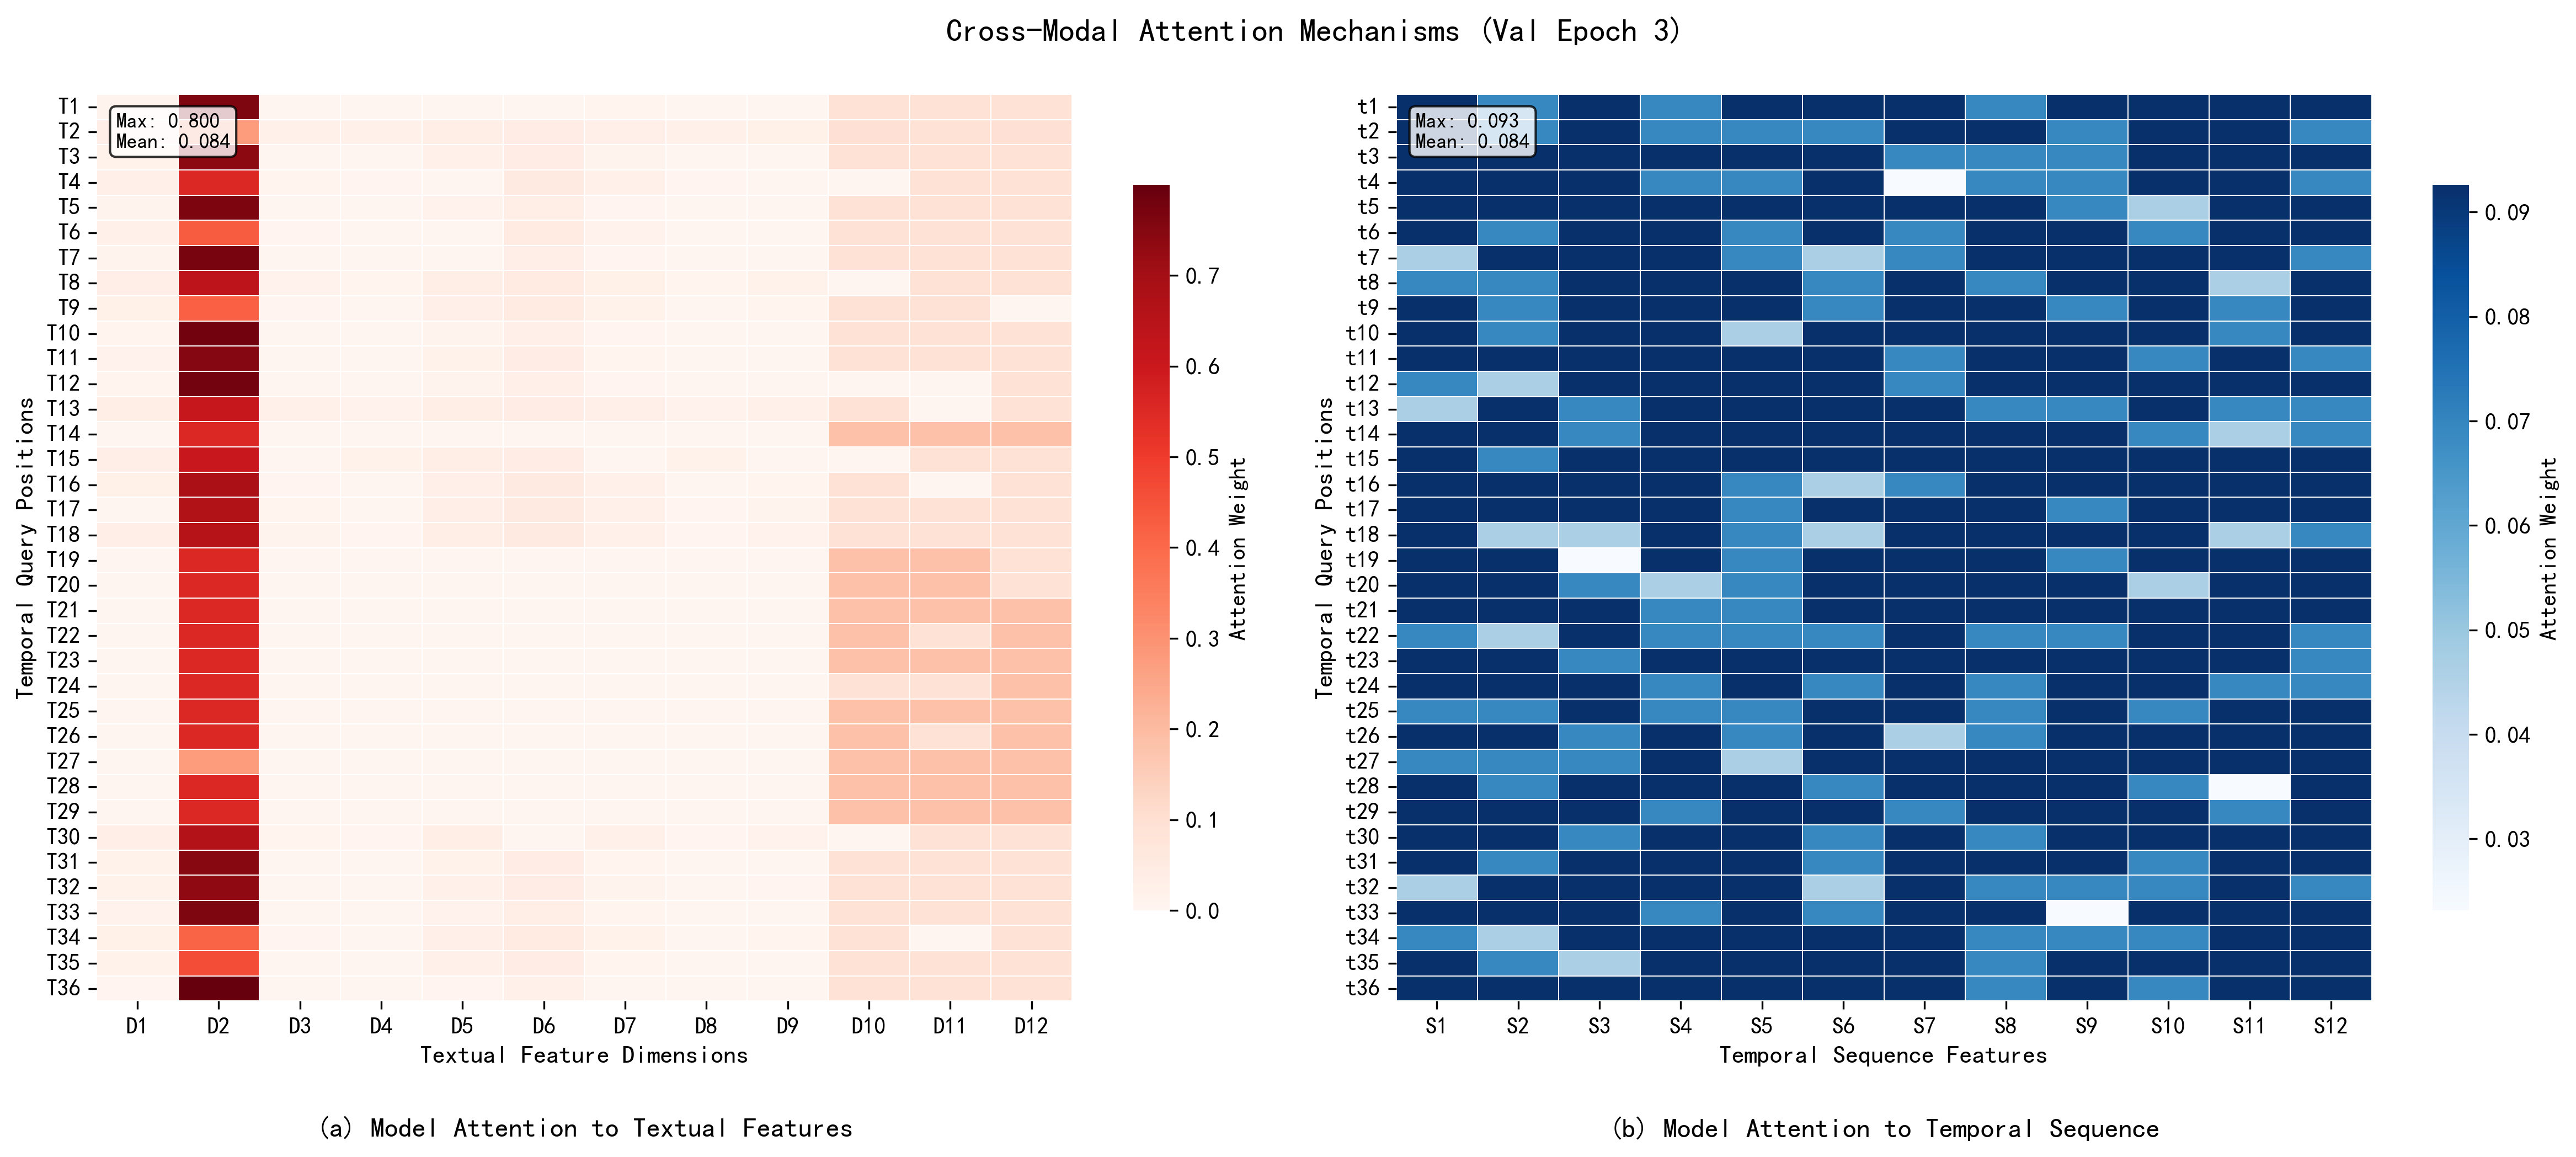 Cross-Modal Attention Mechanisms (Val Epoch 3)
Max: 0.800
Mean: 0.084
Temporal Query Positions
T1
T2
T3
T4
T5
T6
T7
T8
T9
T10
T11
T12
T13
T14
T15
T16
T17
T18
T19
T20
T21
T22
T23
T24
T25
T26
T27
T28
T29
T30
T31
T32
T33
T34
T35
T36
D1 D2 D3 D4 D5 D6 D7 D8 D9 D10 D11 D12
Textual Feature Dimensions
0.7
0.6
0.5
0.4
0.3
0.2
0.1
0.0
Attention Weight
(a) Model Attention to Textual Features
Max: 0.093
Mean: 0.084
Temporal Query Positions
t1
t2
t3
t4
t5
t6
t7
t8
t9
t10
t11
t12
t13
t14
t15
t16
t17
t18
t19
t20
t21
t22
t23
t24
t25
t26
t27
t28
t29
t30
t31
t32
t33
t34
t35
t36
S1 S2 S3 S4 S5 S6 S7 S8 S9 S10 S11 S12
Temporal Sequence Features
0.09
0.08
0.07
0.06
0.05
0.04
0.03
Attention Weight
(b) Model Attention to Temporal Sequence